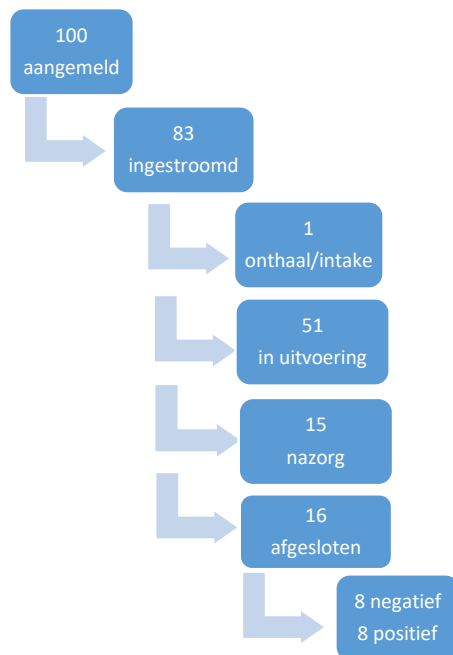 100
aangemeld
83
ingestroomd
1
onthaal/intake
51
in uitvoering
15
nazorg
16
afgesloten
8 negatief
8 positief